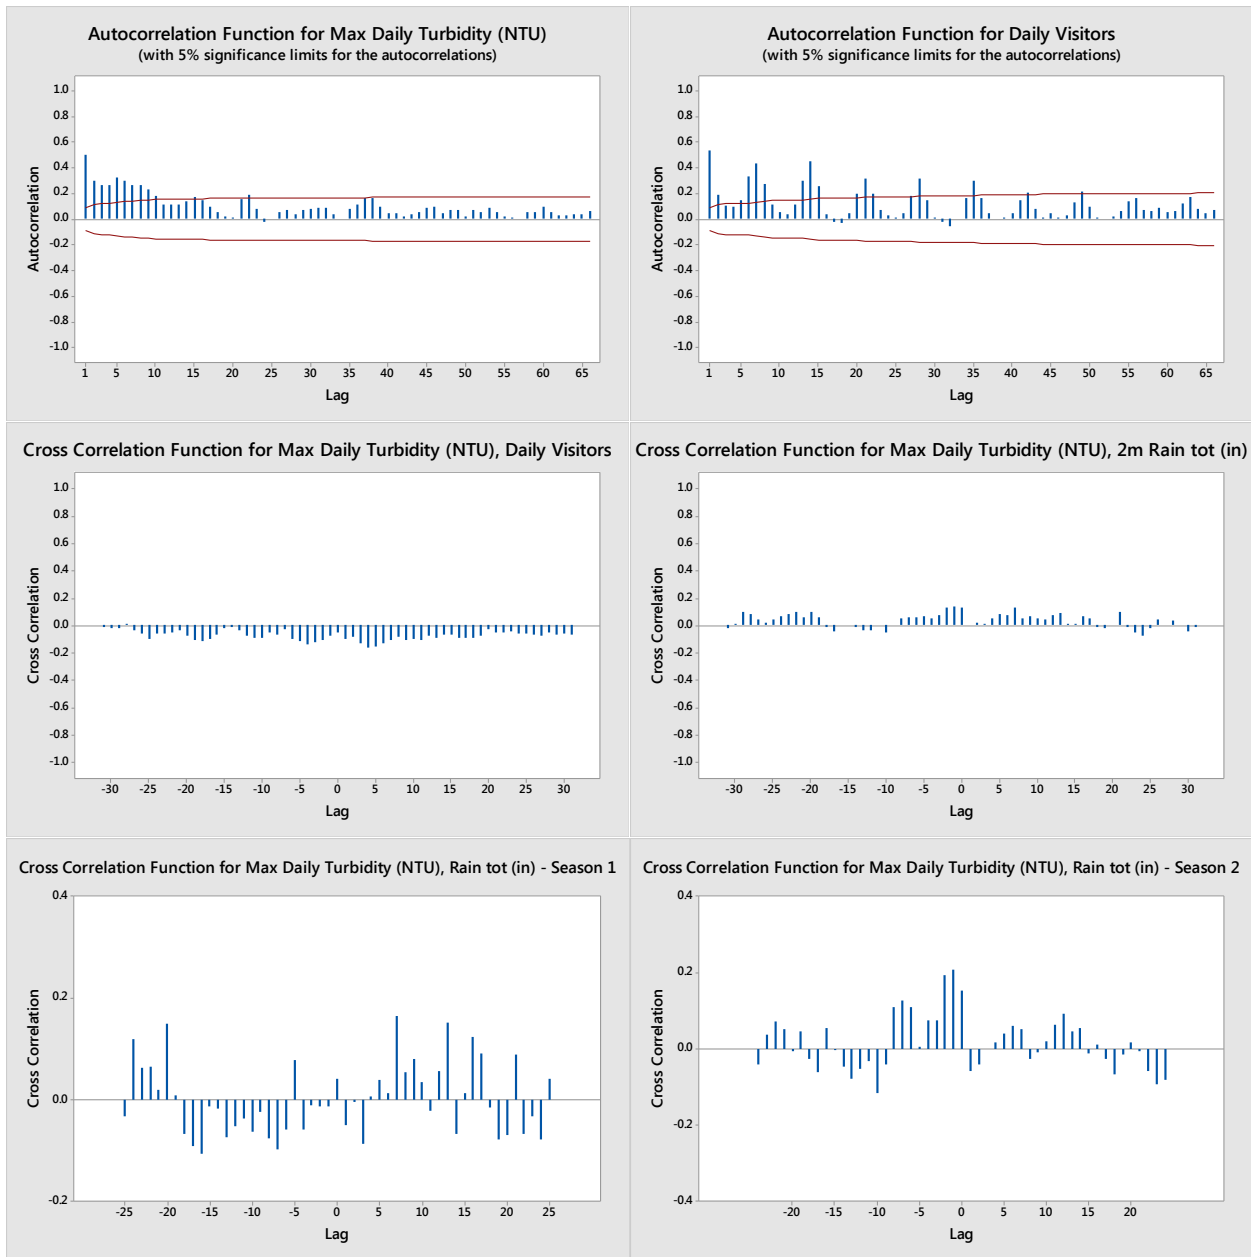 Autocorrelation Function for Max Daily Turbidity (NTU)
(with 5% significance limits for the autocorrelations)
1.0
0.8
0.6
0.4
0.2
0.0
-0.2
-0.4
-0.6
-0.8
-1.0
Autocorrelation
1 5 10 15 20 25 30 35 40 45 50 55 60 65
Lag
Autocorrelation Function for Daily Visitors
(with 5% significance limits for the autocorrelations)
1.0
0.8
0.6
0.4
0.2
0.0
-0.2
-0.4
-0.6
-0.8
-1.0
Autocorrelation
1 5 10 15 20 25 30 35 40 45 50 55 60 65
Lag
Cross Correlation Function for Max Daily Turbidity (NTU), Daily Visitors
1.0
0.8
0.6
0.4
0.2
0.0
-0.2
-0.4
-0.6
-0.8
-1.0
Cross Correlation
-30 -25 -20 -15 -10 -5 0 5 10 15 20 25 30
Lag
Cross Correlation Function for Max Daily Turbidity (NTU), 2m Rain tot (in)
1.0
0.8
0.6
0.4
0.2
0.0
-0.2
-0.4
-0.6
-0.8
-1.0
Cross Correlation
-30 -25 -20 -15 -10 -5 0 5 10 15 20 25 30
Lag
Cross Correlation Function for Max Daily Turbidity (NTU), Rain tot (in) - Season 1
0.4
0.2
0.0
-0.2
Cross Correlation
-25 -20 -15 -10 -5 0 5 10 15 20 25
Lag
Cross Correlation Function for Max Daily Turbidity (NTU), Rain tot (in) - Season 2
0.4
0.2
0.0
-0.2
-0.4
Cross Correlation
-20 -15 -10 -5 0 5 10 15 20
Lag